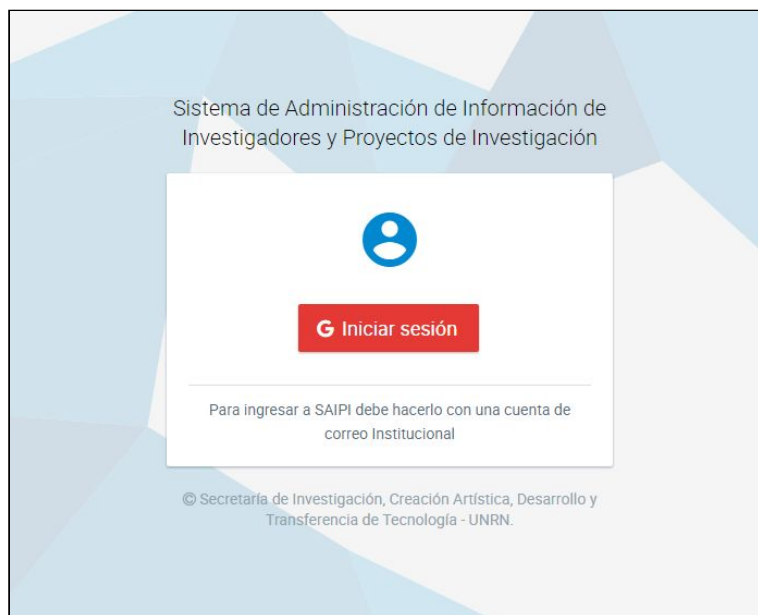 Sistema de Administración de Información de
Investigadores y Proyectos de Investigación
G Iniciar sesión
Para ingresar a SAIPI debe hacerlo con una cuenta de
correo Institucional
© Secretaría de Investigación, Creación Artística, Desarrollo y
Transferencia de Tecnología - UNRN.